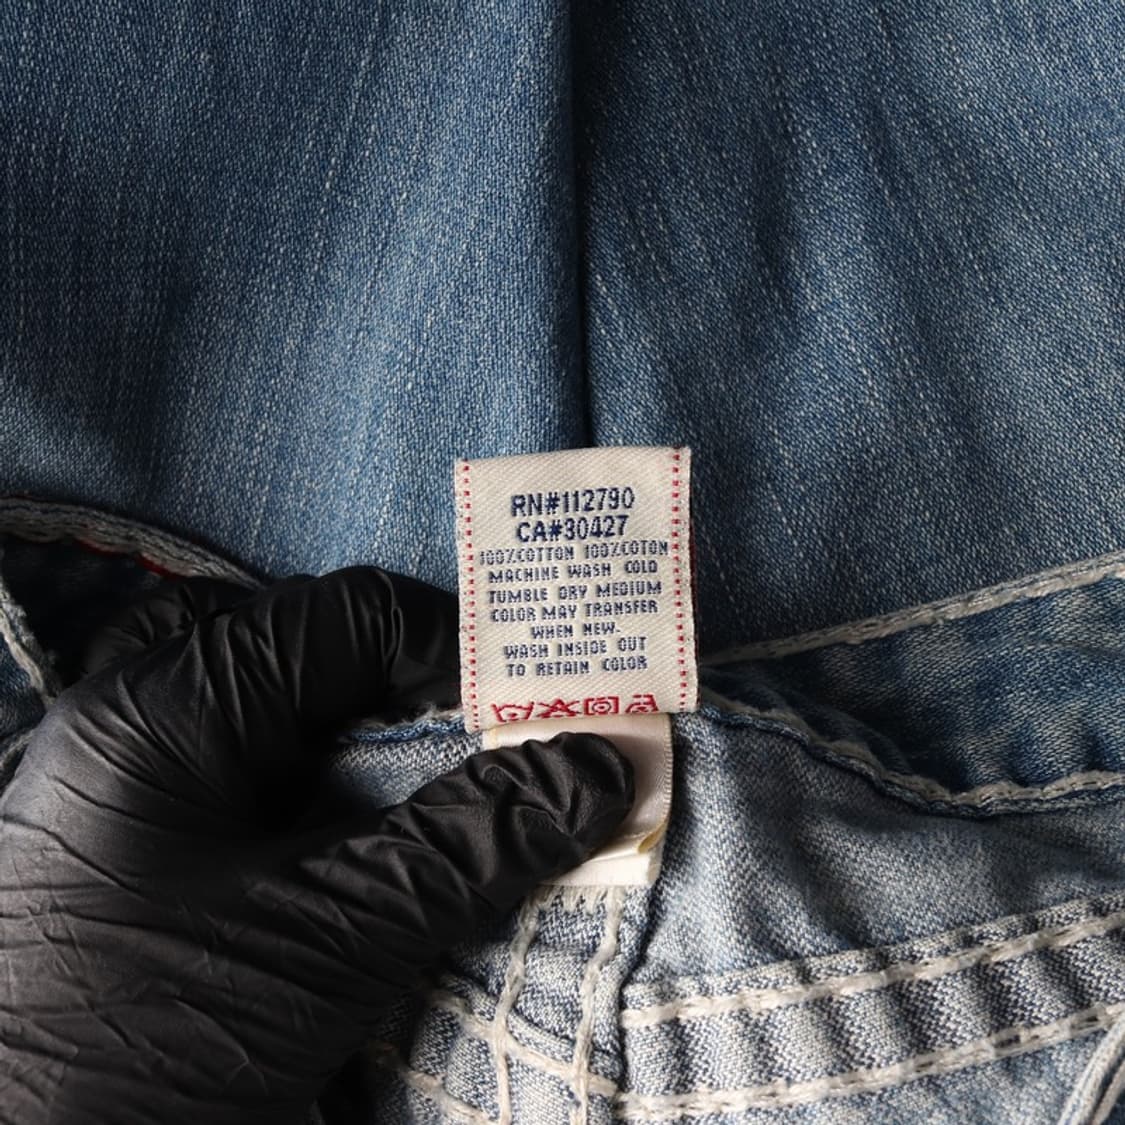 RN#112790
CA#30427
100%COTTON 100%COTON
MACHINE WASH COLD
TUMBLE DRY MEDIUM
COLOR MAY TRANSFER
WHEN NEW.
WASH INSIDE OUT
TO RETAIN COLOR